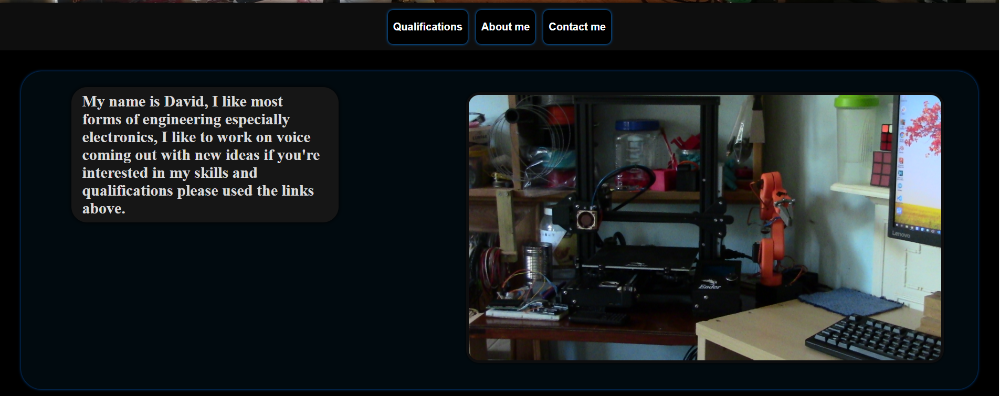 Qualifications About me Contact me
My name is David, I like most
forms of engineering especially
electronics, I like to work on voice
coming out with new ideas if you're
interested in my skills and
qualifications please used the links
above.
Lenovo
Ender
Ender